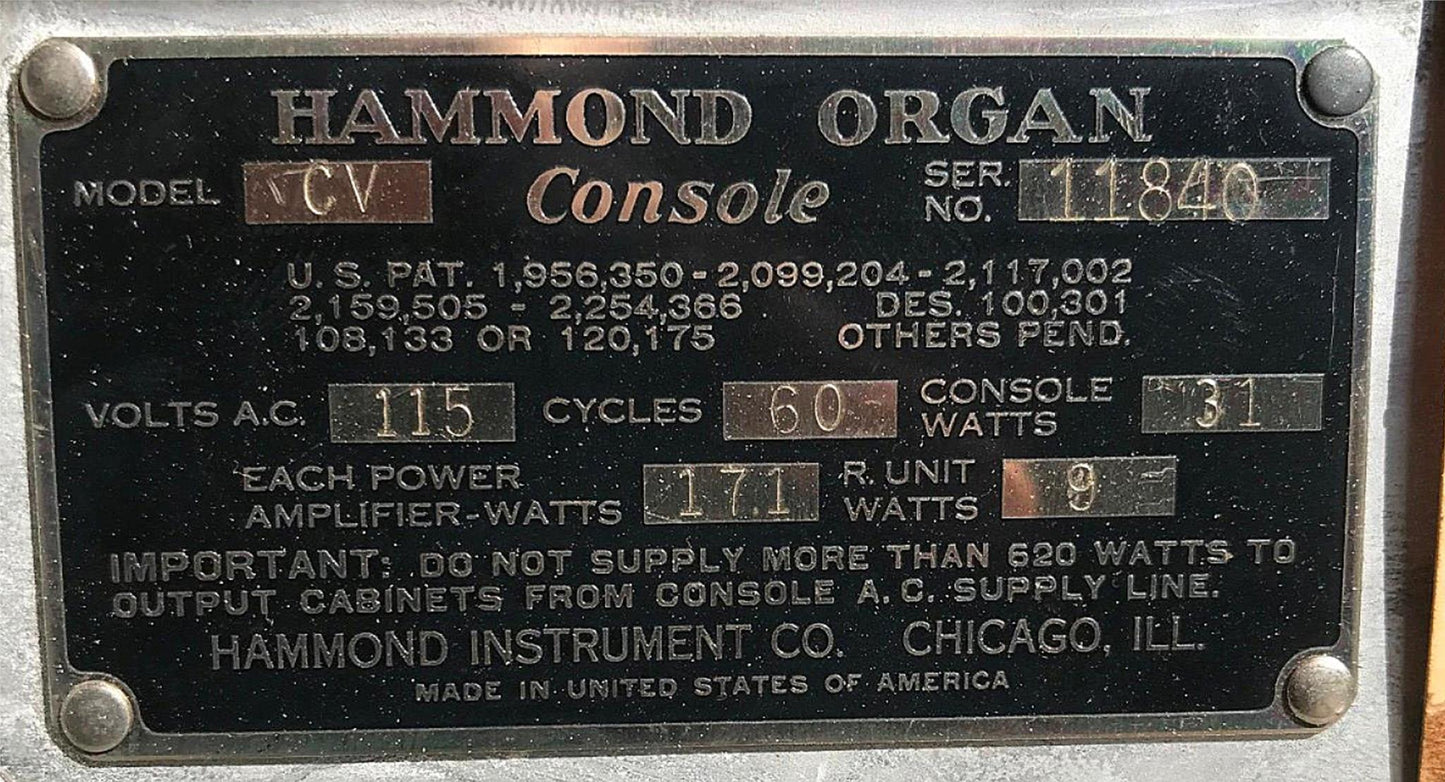 HAMMOND ORGAN
MODEL CV Console SER. NO. 11840
U. S. PAT. 1,956,350 - 2,099,204 - 2,117,002
2,159,505 - 2,254,366 DES. 100,301
108,133 OR 120,175 OTHERS PEND.
VOLTS A.C. 115 CYCLES 60 CONSOLE WATTS 31
EACH POWER AMPLIFIER-WATTS 171 R. UNIT WATTS 9
IMPORTANT: DO NOT SUPPLY MORE THAN 620 WATTS TO
OUTPUT CABINETS FROM CONSOLE A.C. SUPPLY LINE.
HAMMOND INSTRUMENT CO. CHICAGO, ILL.
MADE IN UNITED STATES OF AMERICA